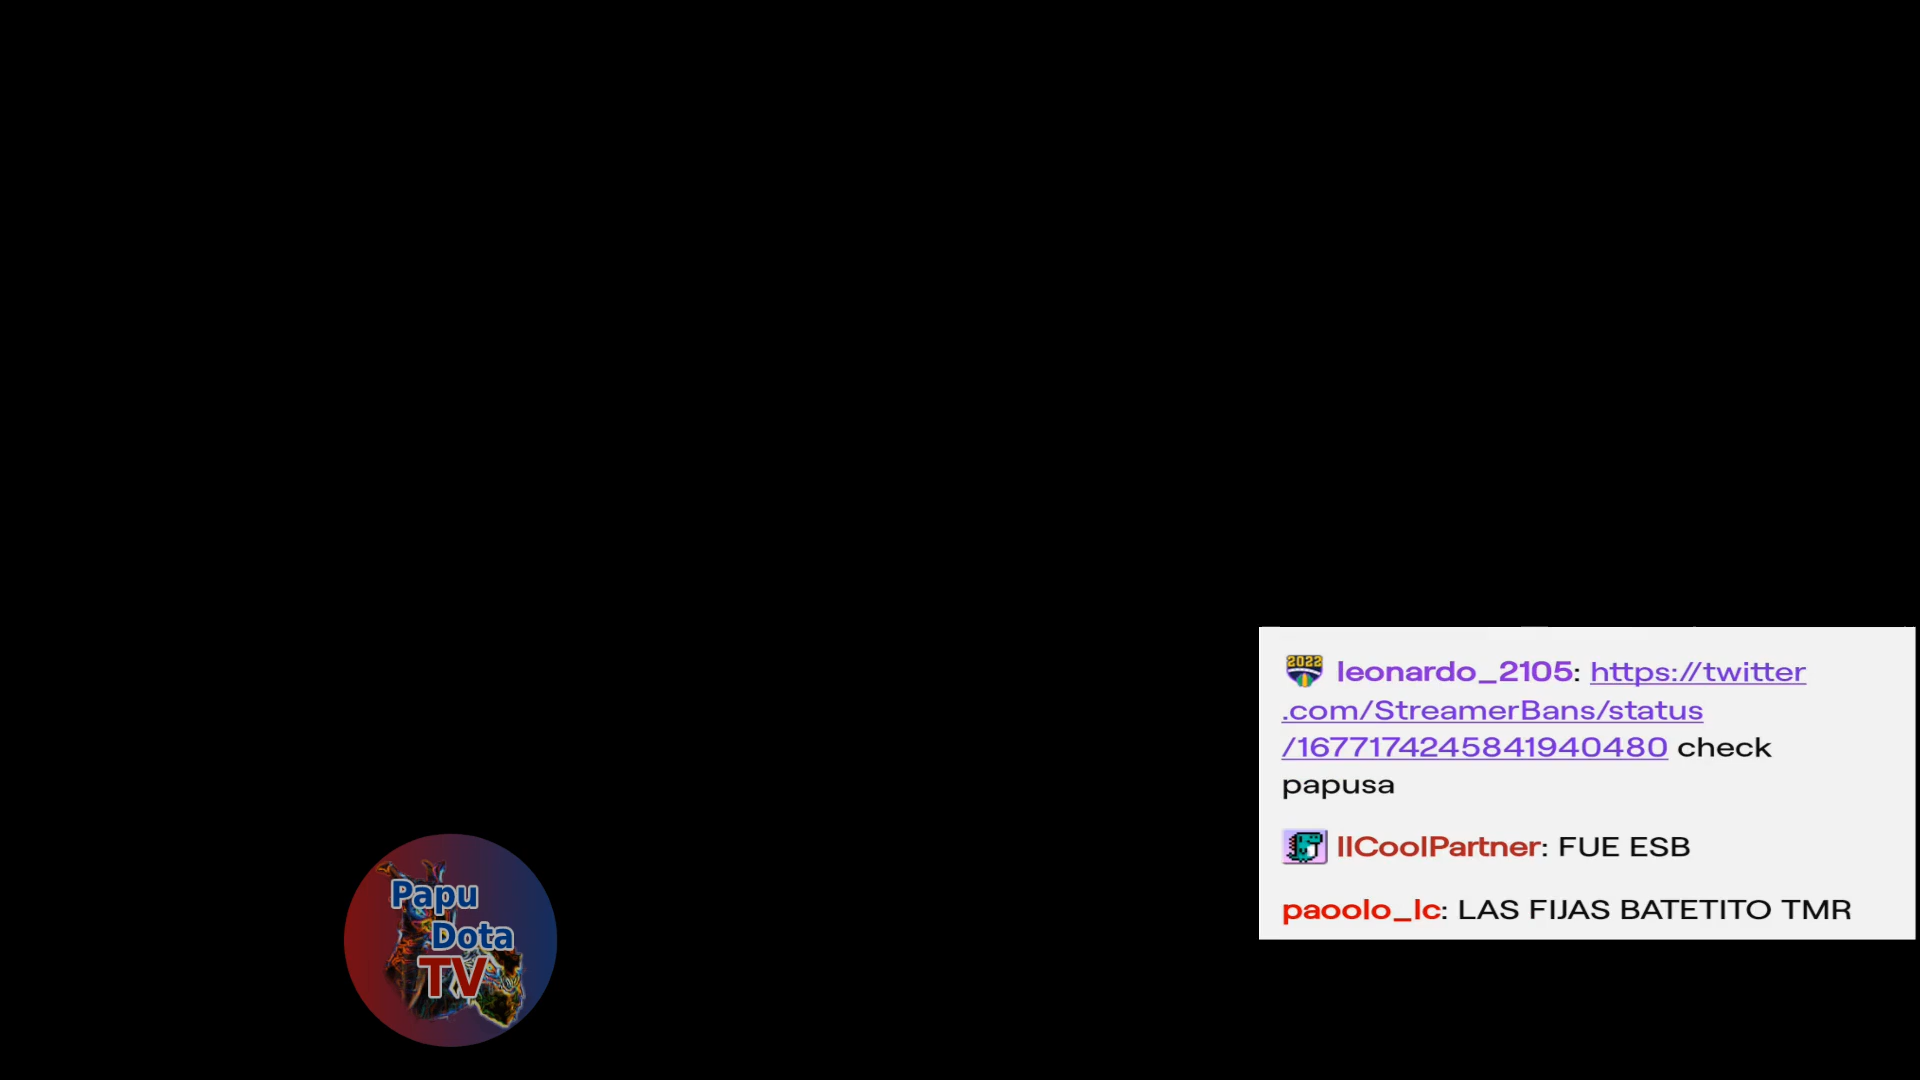 2022 leonardo_2105: https://twitter
.com/StreamerBans/status
/1677174245841940480 check
papusa
IlCoolPartner: FUE ESB
paoolo_lc: LAS FIJAS BATETITO TMR
Papu
Dota
TV